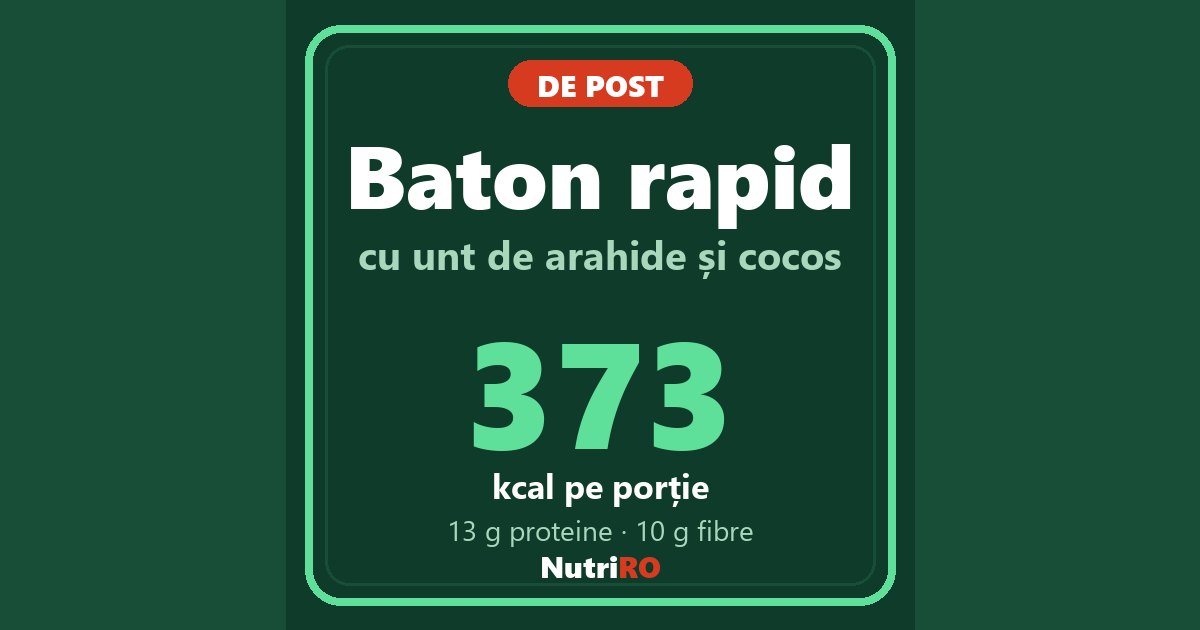 DE POST
Baton rapid
cu unt de arahide și cocos
373
kcal pe porție
13 g proteine · 10 g fibre
NutriRO